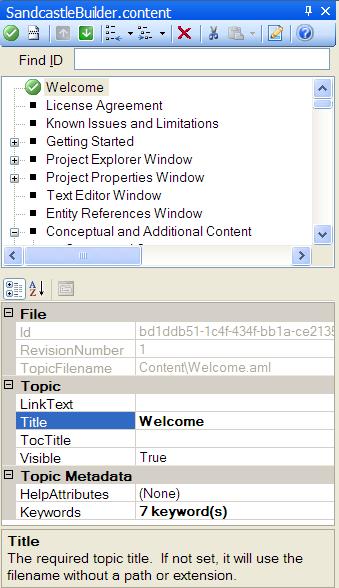 SandcastleBuilder.content
Find ID
Welcome
License Agreement
Known Issues and Limitations
Getting Started
Project Explorer Window
Project Properties Window
Text Editor Window
Entity References Window
Conceptual and Additional Content
File
Id bd1ddb51-1c4f-434f-bb1a-ce2135
RevisionNumber 1
TopicFilename Content\Welcome.aml
Topic
LinkText
Title Welcome
TocTitle
Visible True
Topic Metadata
HelpAttributes (None)
Keywords 7 keyword(s)
Title
The required topic title. If not set, it will use the
filename without a path or extension.